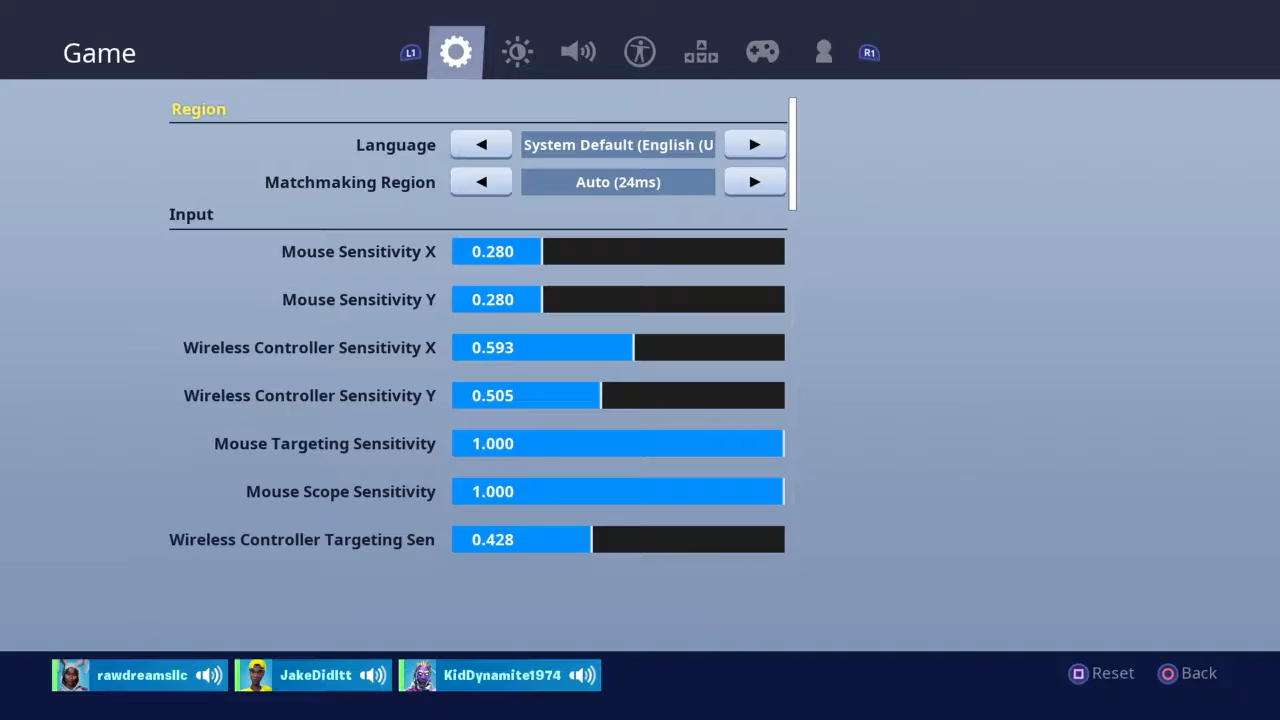 Game
L1
R1
Region
Language
System Default (English (U
Matchmaking Region
Auto (24ms)
Input
Mouse Sensitivity X
0.280
Mouse Sensitivity Y
0.280
Wireless Controller Sensitivity X
0.593
Wireless Controller Sensitivity Y
0.505
Mouse Targeting Sensitivity
1.000
Mouse Scope Sensitivity
1.000
Wireless Controller Targeting Sen
0.428
rawdreamsllc
JakeDidItt
KidDynamite1974
Reset
Back